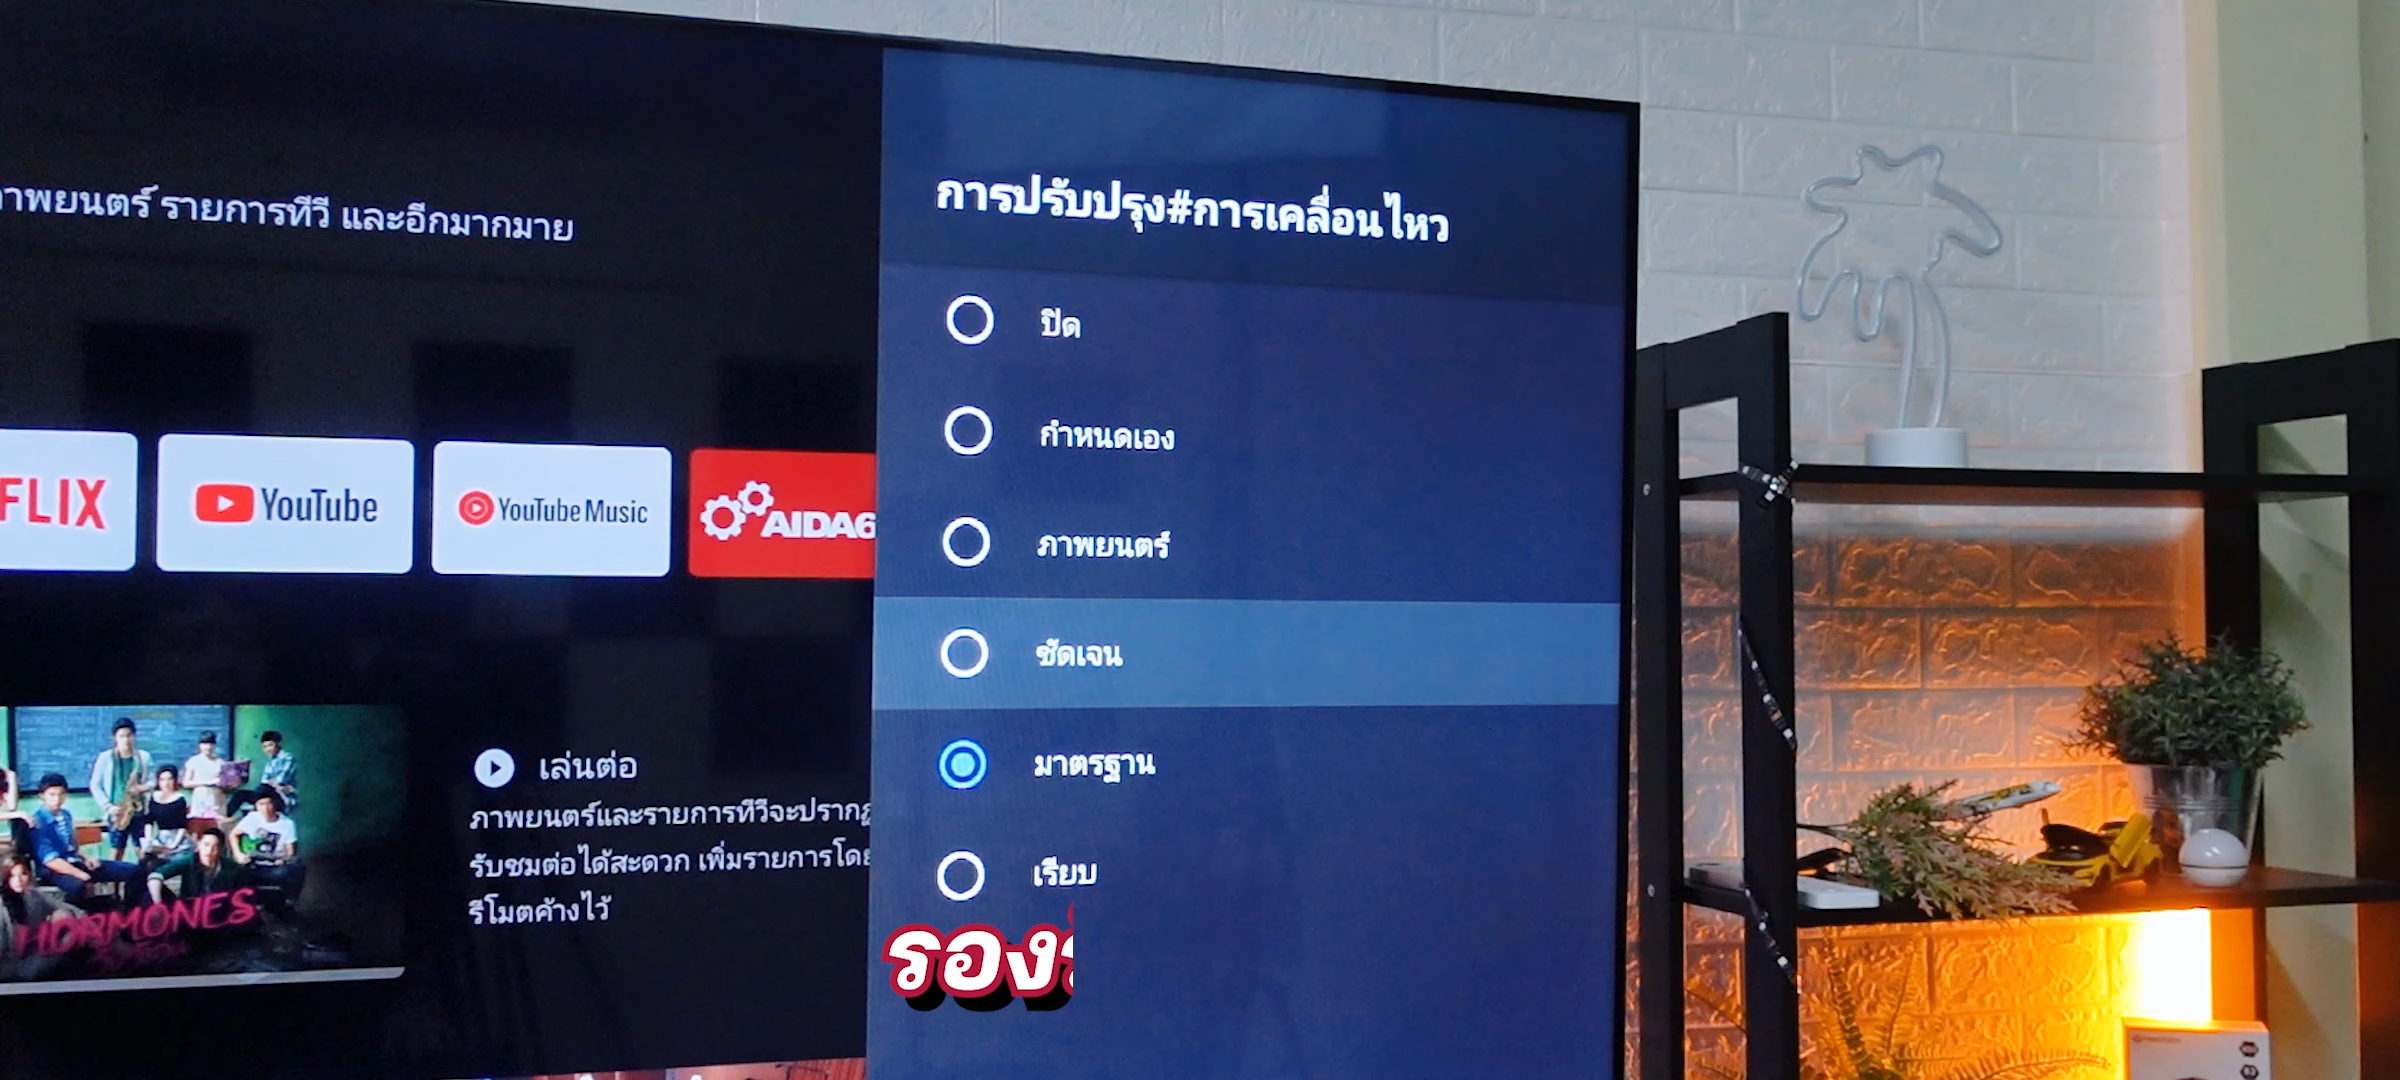 ภาพยนตร์ รายการทีวี และอีกมากมาย
FLIX
YouTube
YouTube Music
AIDA6
HORMONES
เล่นต่อ
ภาพยนตร์และรายการทีวีจะปรากฏ
รับชมต่อได้สะดวก เพิ่มรายการโดย
รีโมตค้างไว้
การปรับปรุง#การเคลื่อนไหว
ปิด
กำหนดเอง
ภาพยนตร์
ชัดเจน
มาตรฐาน
เรียบ
รอง